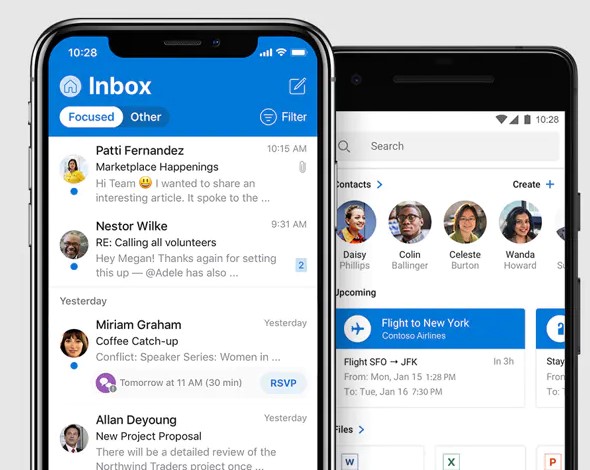 10:28
Inbox
Focused Other
Filter
Patti Fernandez 10:15 AM
Marketplace Happenings
Hi Team 😃 I wanted to share an
interesting article. It spoke to the ...
Nestor Wilke 9:31 AM
RE: Calling all volunteers
Hey Megan! Thanks again for setting
this up — @Adele has also ... 2
Yesterday
Miriam Graham Yesterday
Coffee Catch-up
Conflict: Speaker Series: Women in ...
Tomorrow at 11 AM (30 min) RSVP
Allan Deyoung Yesterday
New Project Proposal
There will be a detailed review of the
Northwind Traders project once ...
10:28
Search
Contacts Create +
Daisy Colin Celeste Wanda
Phillips Ballinger Burton Howard
Upcoming
Flight to New York
Contoso Airlines
Flight SFO → JFK In 3h
From: Mon, Jan 15 1:28 PM
To: Tue, Jan 16 7:30 PM
Stay
From:
To:
Files
W X P